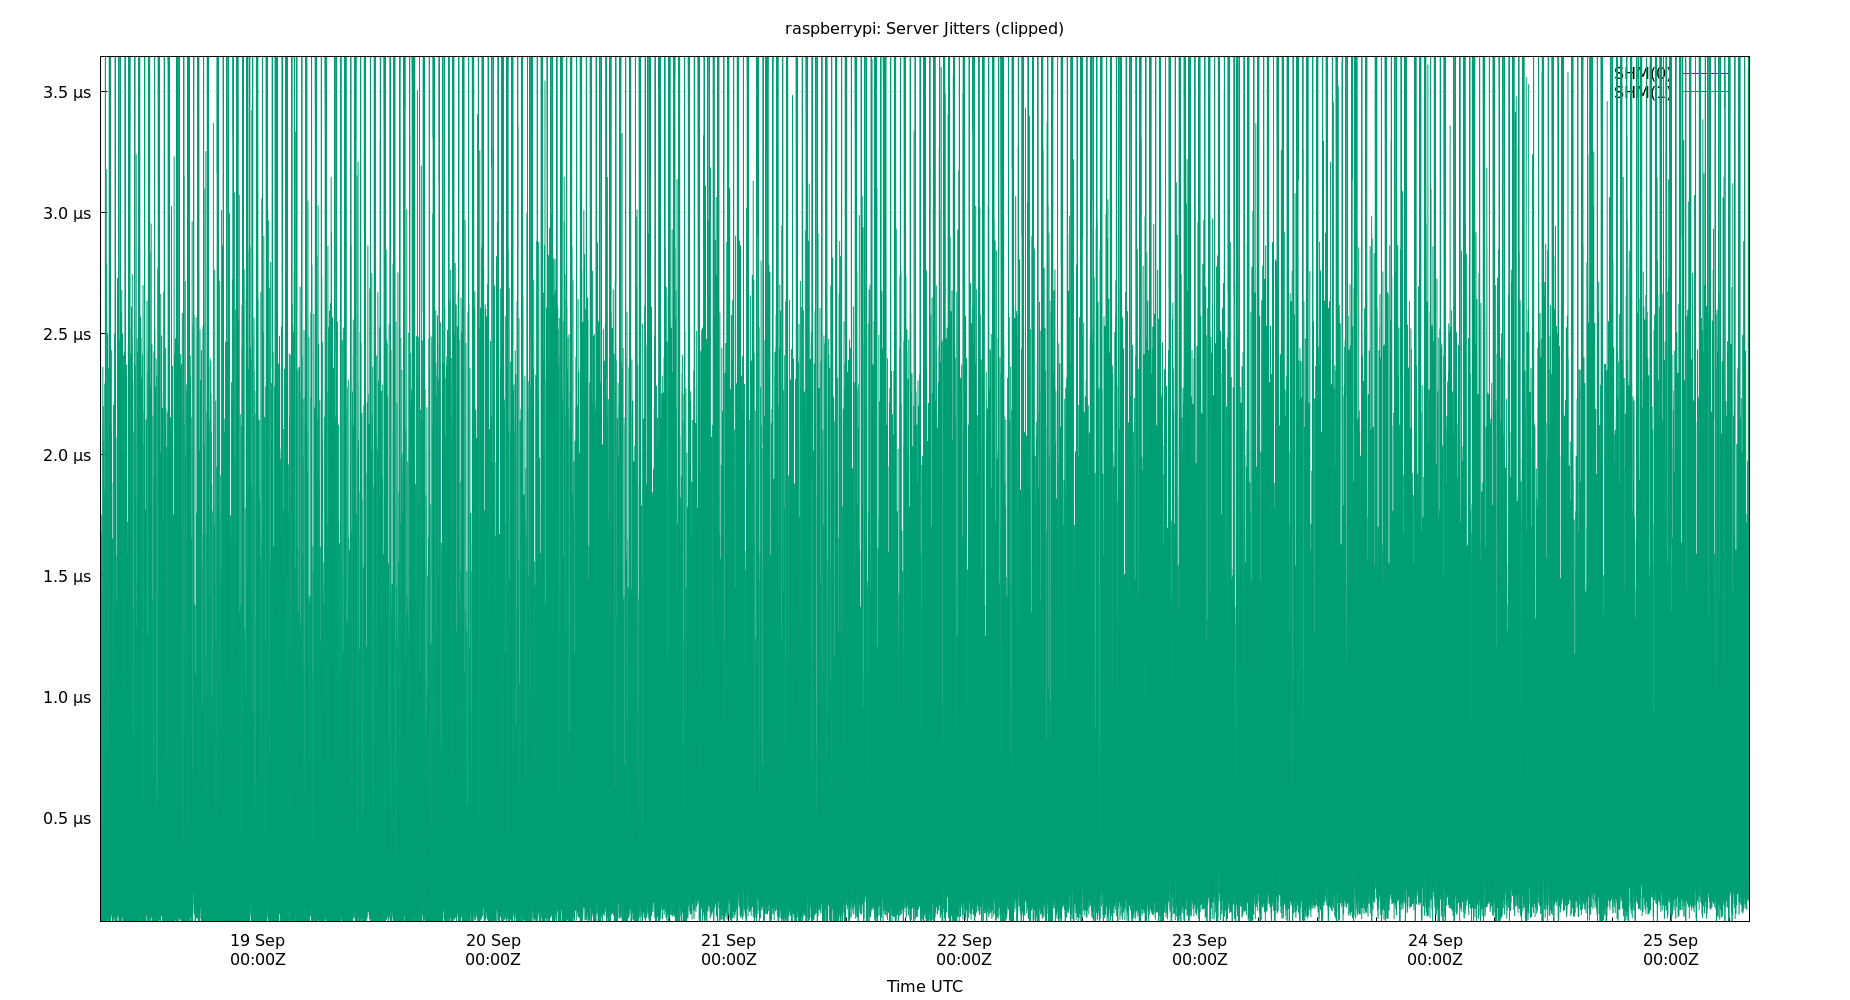 raspberrypi: Server Jitters (clipped)
SHM(0)
SHM(1)
3.5 µs
3.0 µs
2.5 µs
2.0 µs
1.5 µs
1.0 µs
0.5 µs
19 Sep 20 Sep 21 Sep 22 Sep 23 Sep 24 Sep 25 Sep
00:00Z 00:00Z 00:00Z 00:00Z 00:00Z 00:00Z 00:00Z
Time UTC